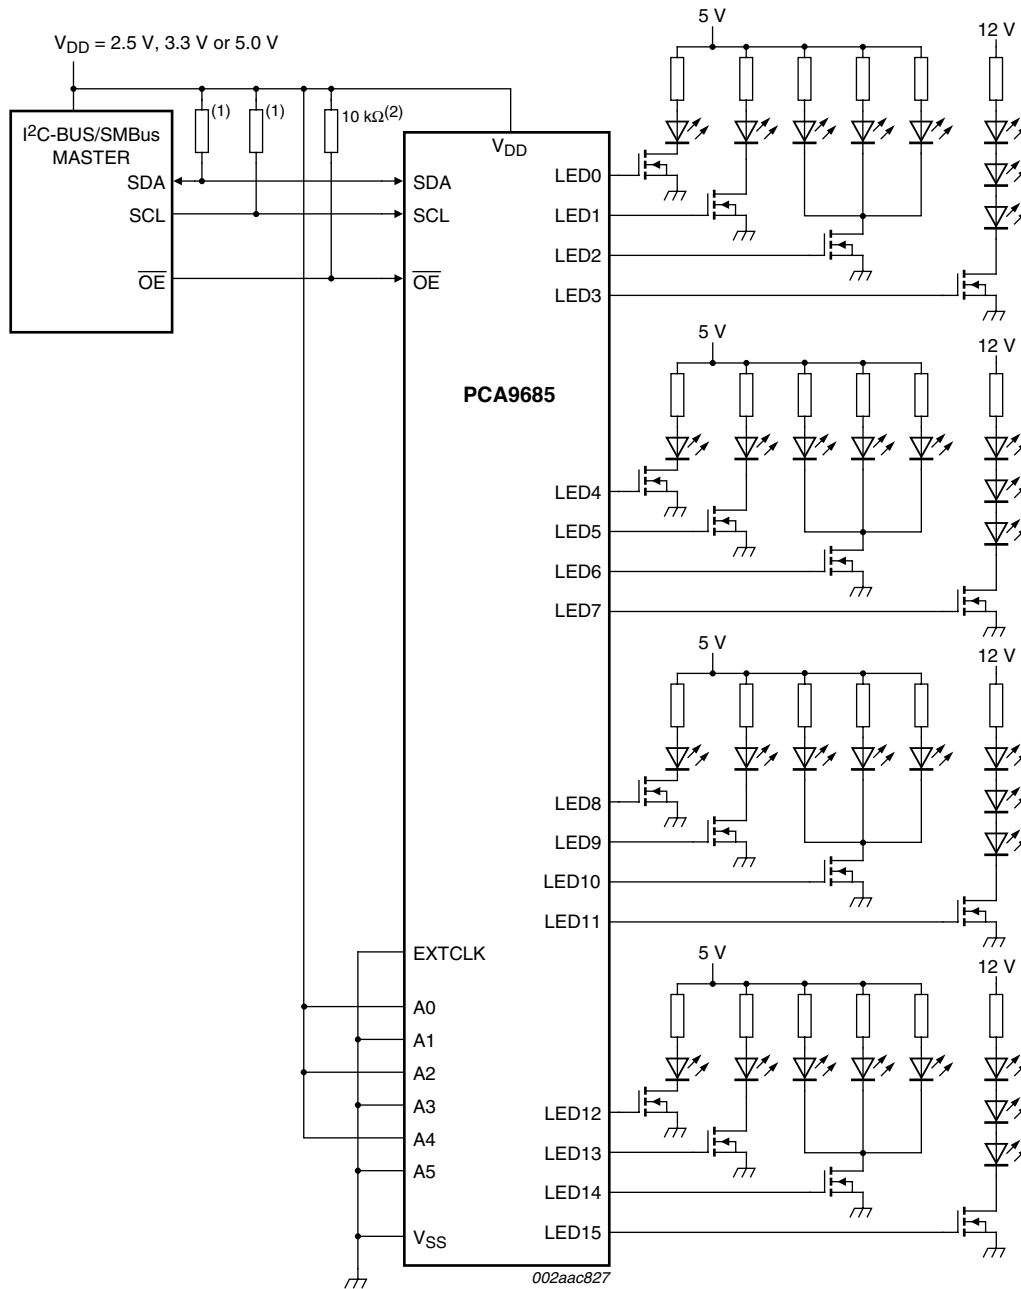 V_DD = 2.5 V, 3.3 V or 5.0 V
I²C-BUS/SMBus
MASTER
SDA
SCL
O̅E̅
(1)
(1)
10 kΩ(2)
V_DD
SDA
SCL
O̅E̅
PCA9685
EXTCLK
A0
A1
A2
A3
A4
A5
V_SS
LED0
LED1
LED2
LED3
5 V
12 V
LED4
LED5
LED6
LED7
5 V
12 V
LED8
LED9
LED10
LED11
5 V
12 V
LED12
LED13
LED14
LED15
5 V
12 V
002aac827